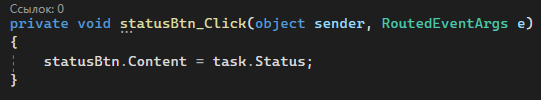 Ссылок: 0
private void statusBtn_Click(object sender, RoutedEventArgs e)
{
    statusBtn.Content = task.Status;
}